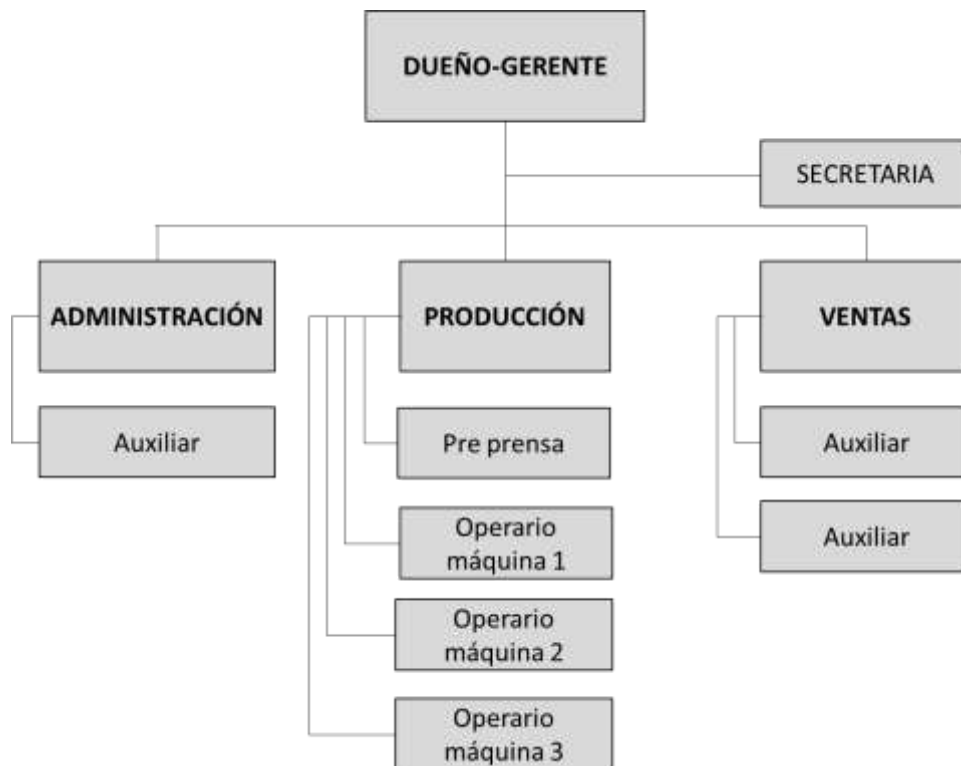 DUEÑO-GERENTE
SECRETARIA
ADMINISTRACIÓN
PRODUCCIÓN
VENTAS
Auxiliar
Pre prensa
Auxiliar
Operario
máquina 1
Auxiliar
Operario
máquina 2
Operario
máquina 3